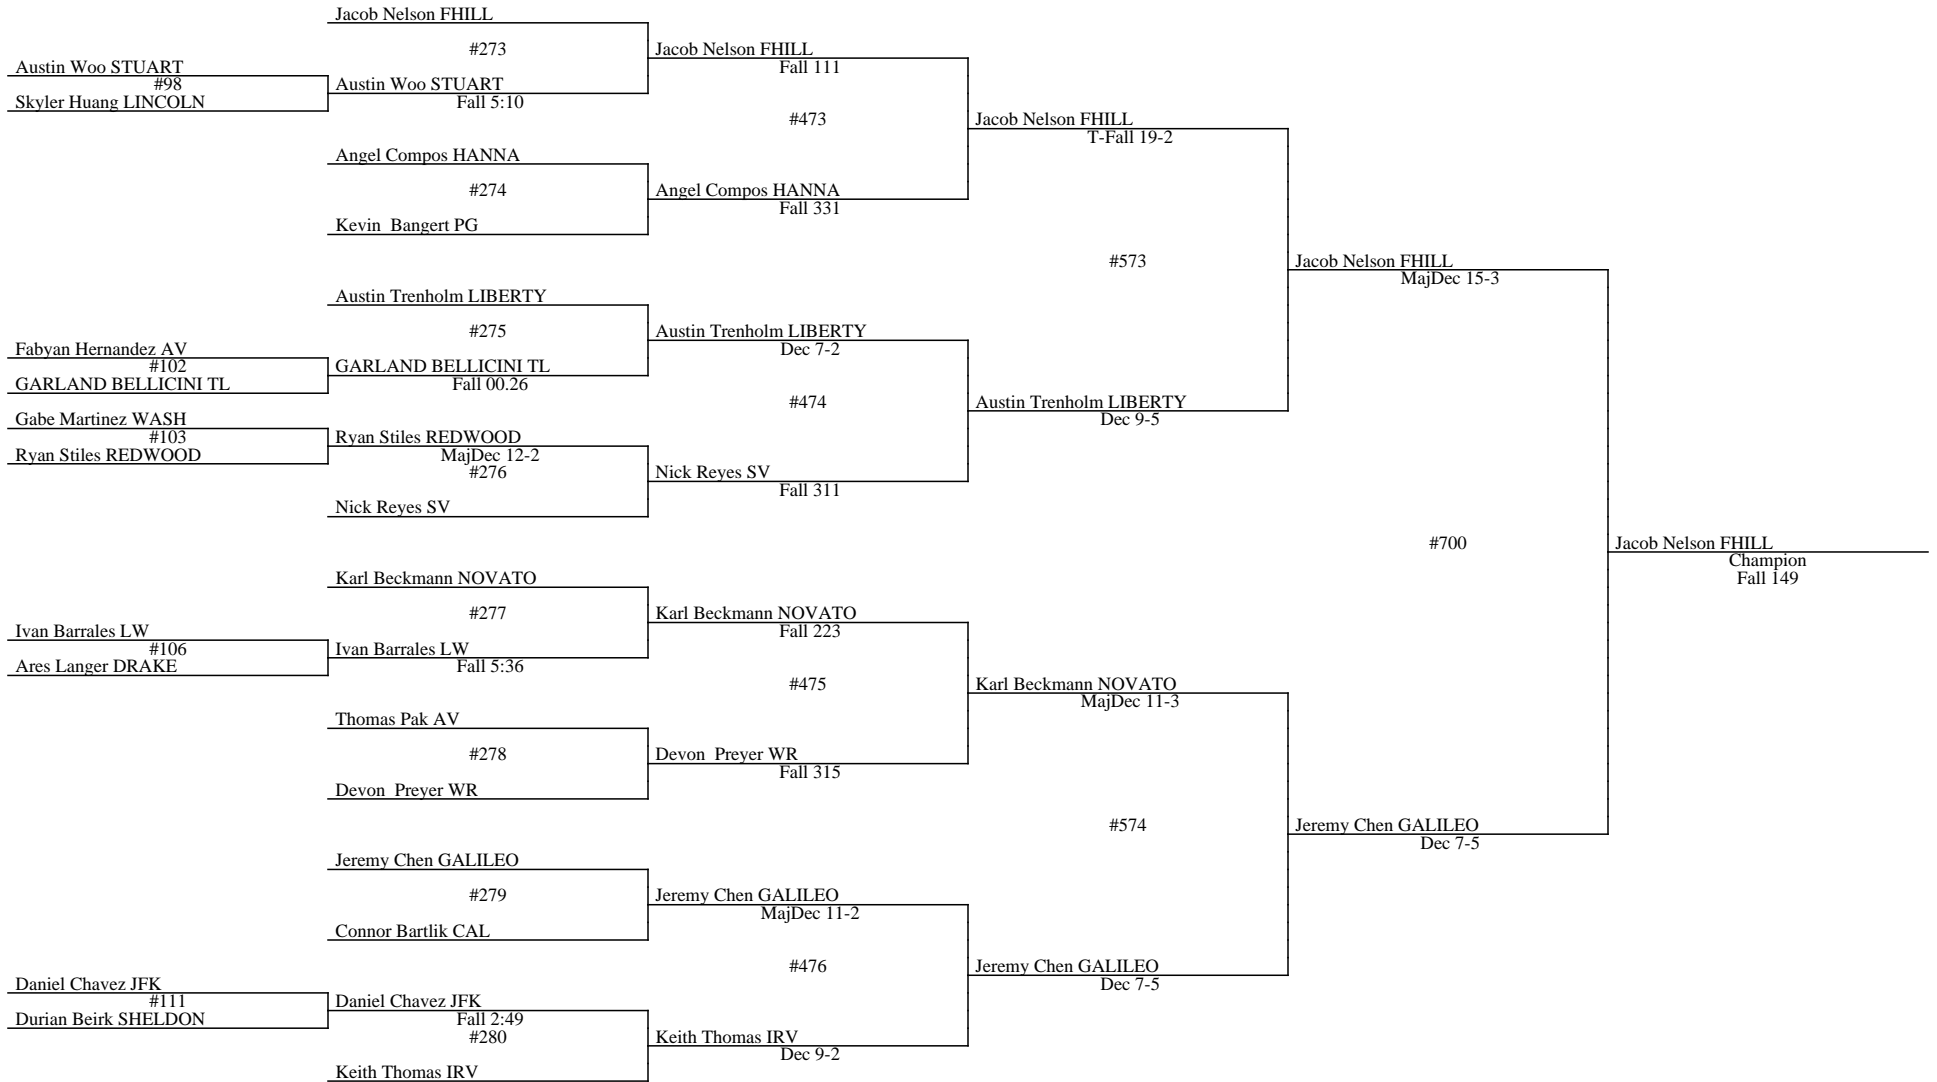 Jacob Nelson FHILL
#273
Jacob Nelson FHILL
Fall 111
Austin Woo STUART
#98
Skyler Huang LINCOLN
Austin Woo STUART
Fall 5:10
#473
Jacob Nelson FHILL
T-Fall 19-2
Angel Compos HANNA
#274
Angel Compos HANNA
Fall 331
Kevin  Bangert PG
#573
Jacob Nelson FHILL
MajDec 15-3
Austin Trenholm LIBERTY
#275
Austin Trenholm LIBERTY
Dec 7-2
Fabyan Hernandez AV
#102
GARLAND BELLICINI TL
GARLAND BELLICINI TL
Fall 00.26
#474
Austin Trenholm LIBERTY
Dec 9-5
Gabe Martinez WASH
#103
Ryan Stiles REDWOOD
Ryan Stiles REDWOOD
MajDec 12-2
#276
Nick Reyes SV
Fall 311
Nick Reyes SV
#700
Jacob Nelson FHILL
Champion
Fall 149
Karl Beckmann NOVATO
#277
Karl Beckmann NOVATO
Fall 223
Ivan Barrales LW
#106
Ares Langer DRAKE
Ivan Barrales LW
Fall 5:36
#475
Karl Beckmann NOVATO
MajDec 11-3
Thomas Pak AV
#278
Devon  Preyer WR
Fall 315
Devon  Preyer WR
#574
Jeremy Chen GALILEO
Dec 7-5
Jeremy Chen GALILEO
#279
Jeremy Chen GALILEO
MajDec 11-2
Connor Bartlik CAL
#476
Jeremy Chen GALILEO
Dec 7-5
Daniel Chavez JFK
#111
Durian Beirk SHELDON
Daniel Chavez JFK
Fall 2:49
#280
Keith Thomas IRV
Dec 9-2
Keith Thomas IRV